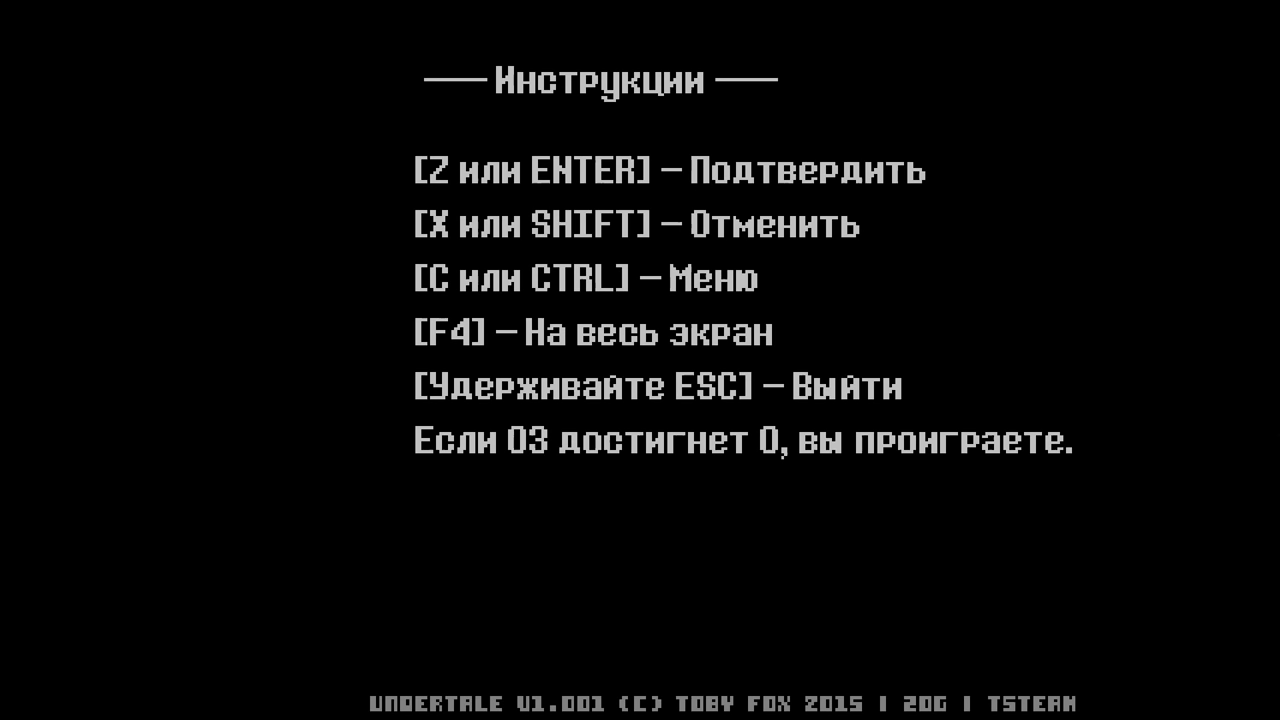 —— Инструкции ——
[Z или ENTER] — Подтвердить
[X или SHIFT] — Отменить
[C или CTRL] — Меню
[F4] — На весь экран
[Удерживайте ESC] — Выйти
Если ОЗ достигнет 0, вы проиграете.
UNDERTALE V1.001 (C) TOBY FOX 2015 | ZOG | TSTEAM